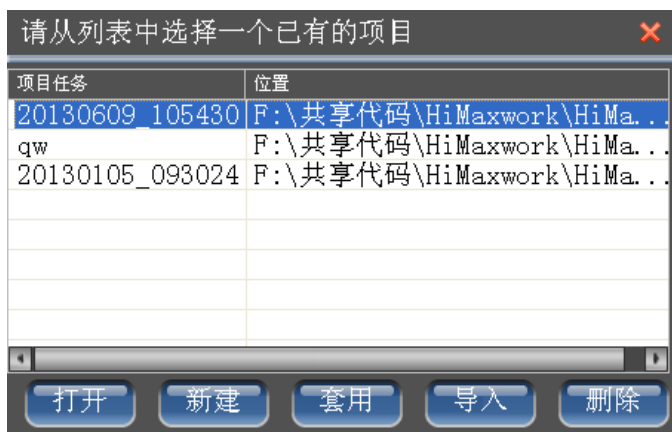 请从列表中选择一个已有的项目
项目任务 位置
20130609_105430 F:\共享代码\HiMaxwork\HiMa...
qw F:\共享代码\HiMaxwork\HiMa...
20130105_093024 F:\共享代码\HiMaxwork\HiMa...
打开 新建 套用 导入 删除